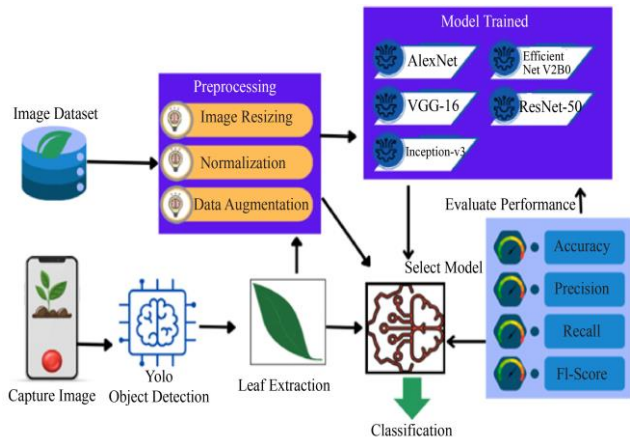 Model Trained
AlexNet
Efficient
Net V2B0
VGG-16
ResNet-50
Inception-v3
Preprocessing
Image Resizing
Normalization
Data Augmentation
Image Dataset
Evaluate Performance
Accuracy
Precision
Recall
Fl-Score
Select Model
Capture Image
Yolo
Object Detection
Leaf Extraction
Classification